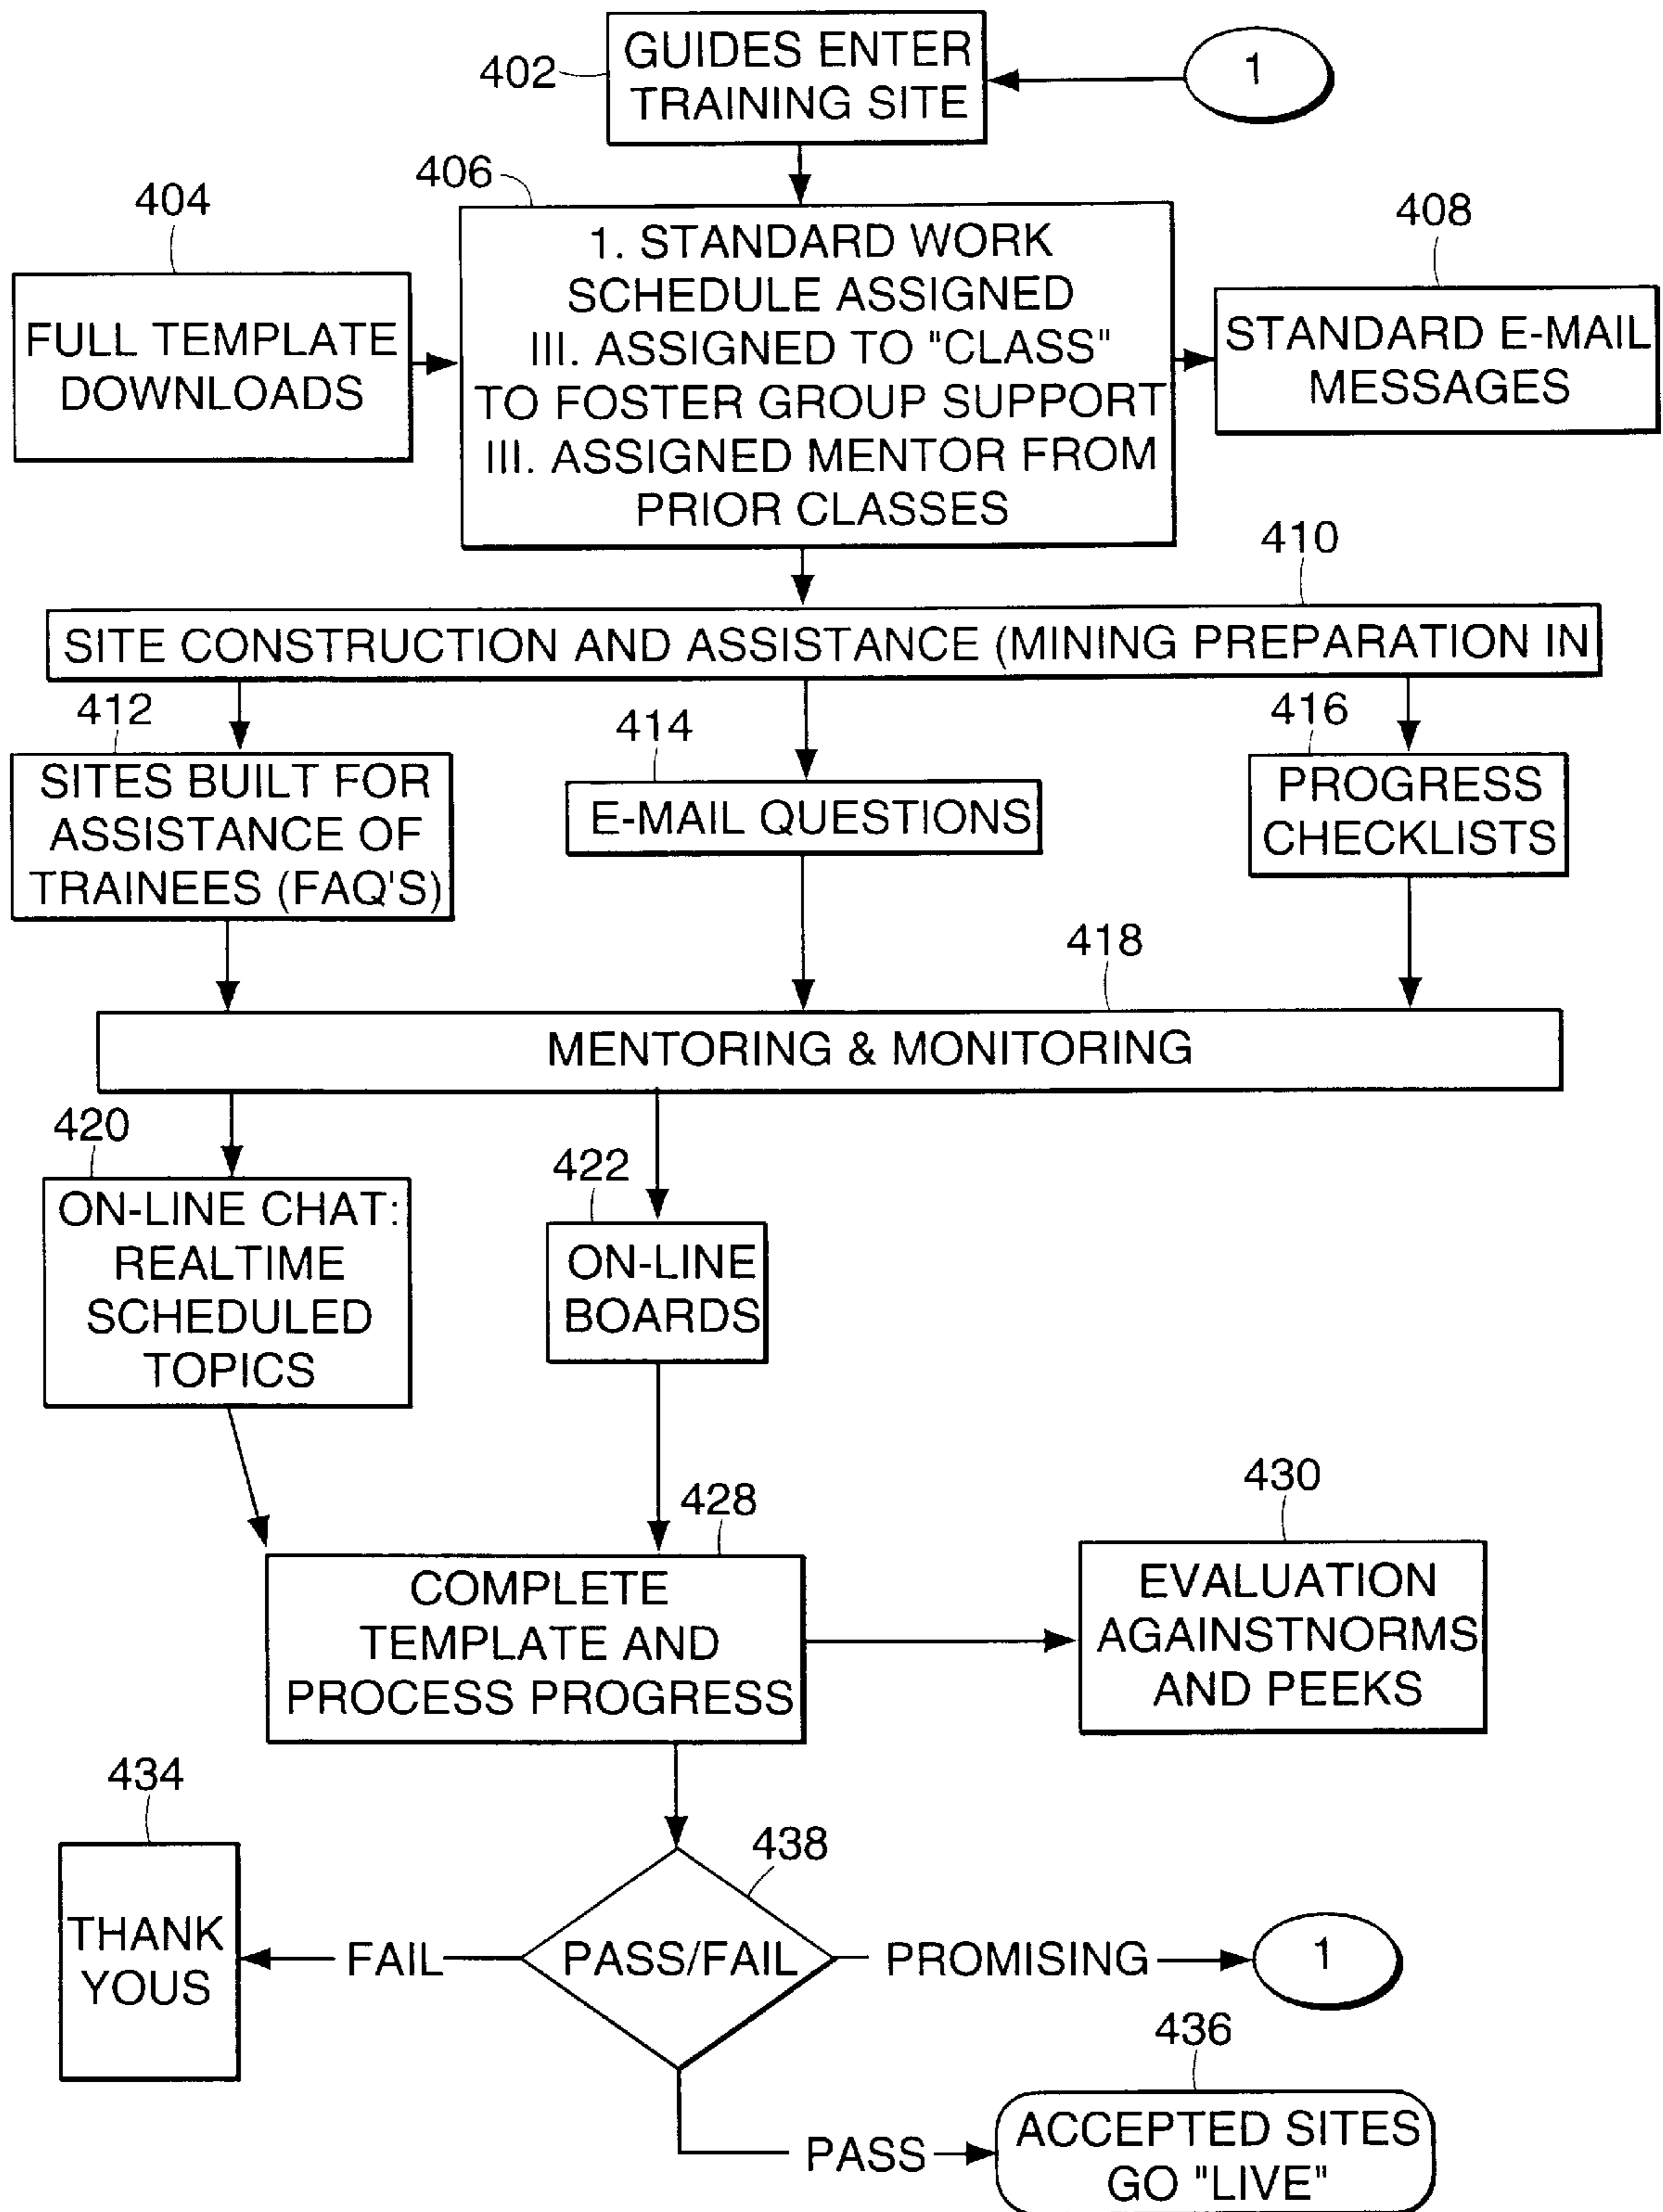 402
GUIDES ENTER
TRAINING SITE
1
404
FULL TEMPLATE
DOWNLOADS
406
1. STANDARD WORK
SCHEDULE ASSIGNED
III. ASSIGNED TO "CLASS"
TO FOSTER GROUP SUPPORT
III. ASSIGNED MENTOR FROM
PRIOR CLASSES
408
STANDARD E-MAIL
MESSAGES
410
SITE CONSTRUCTION AND ASSISTANCE (MINING PREPARATION IN
412
SITES BUILT FOR
ASSISTANCE OF
TRAINEES (FAQ'S)
414
E-MAIL QUESTIONS
416
PROGRESS
CHECKLISTS
418
MENTORING & MONITORING
420
ON-LINE CHAT:
REALTIME
SCHEDULED
TOPICS
422
ON-LINE
BOARDS
428
COMPLETE
TEMPLATE AND
PROCESS PROGRESS
430
EVALUATION
AGAINSTNORMS
AND PEEKS
434
THANK
YOUS
FAIL
438
PASS/FAIL
PROMISING
1
PASS
436
ACCEPTED SITES
GO "LIVE"